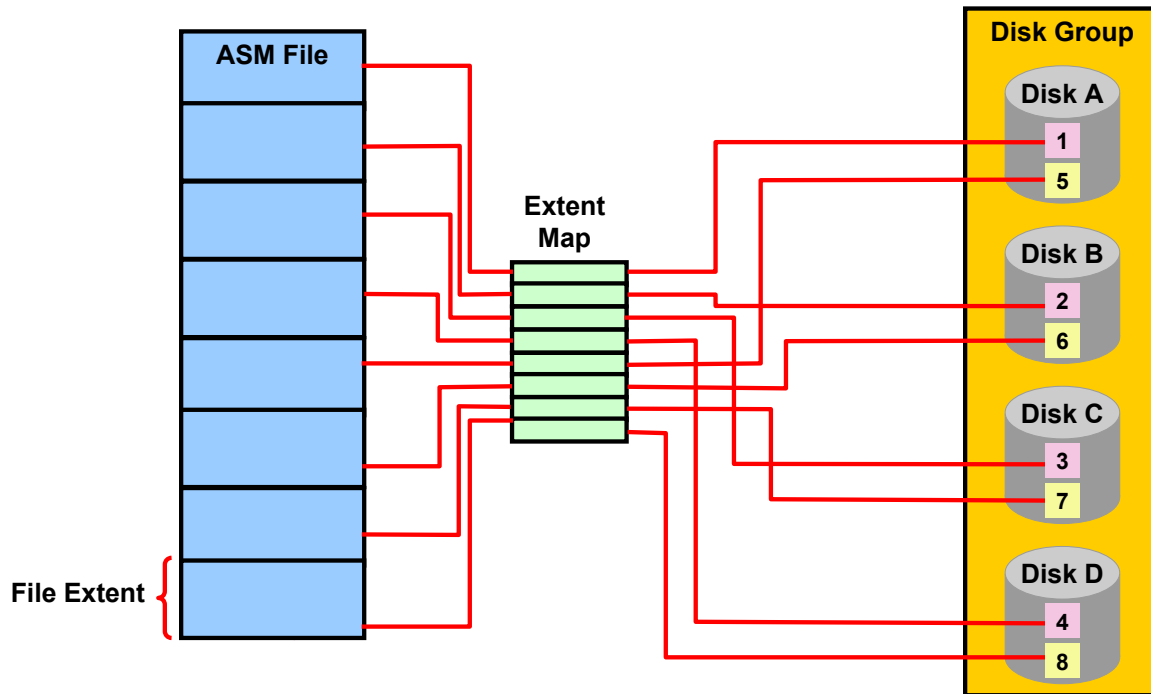 ASM File
File Extent
Extent
Map
Disk Group
Disk A
1
5
Disk B
2
6
Disk C
3
7
Disk D
4
8